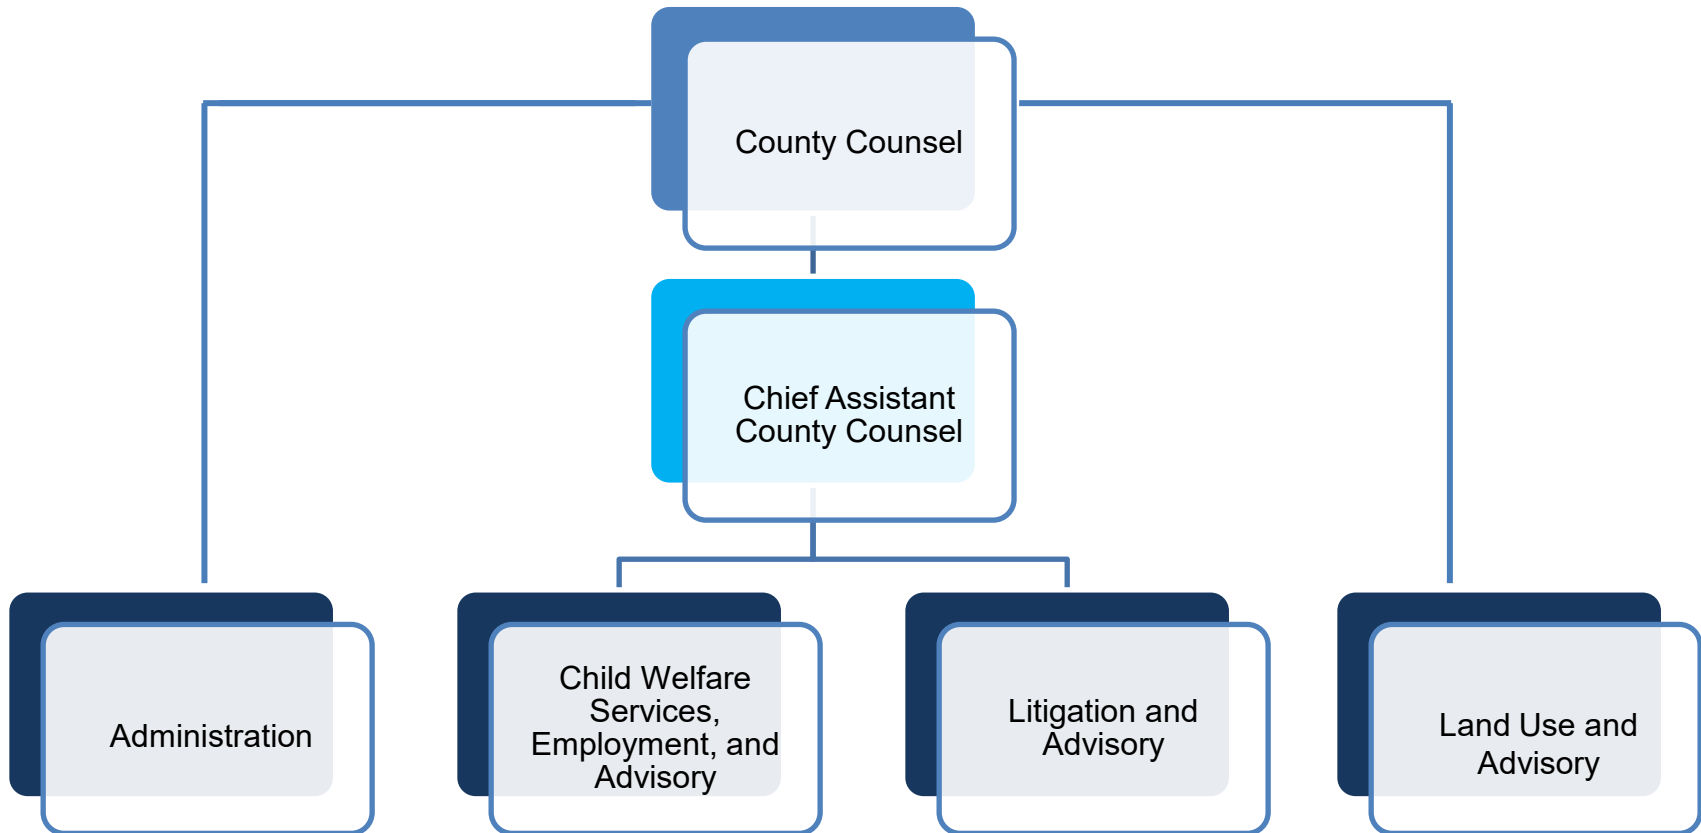 County Counsel
Chief Assistant
County Counsel
Administration
Child Welfare
Services,
Employment, and
Advisory
Litigation and
Advisory
Land Use and
Advisory